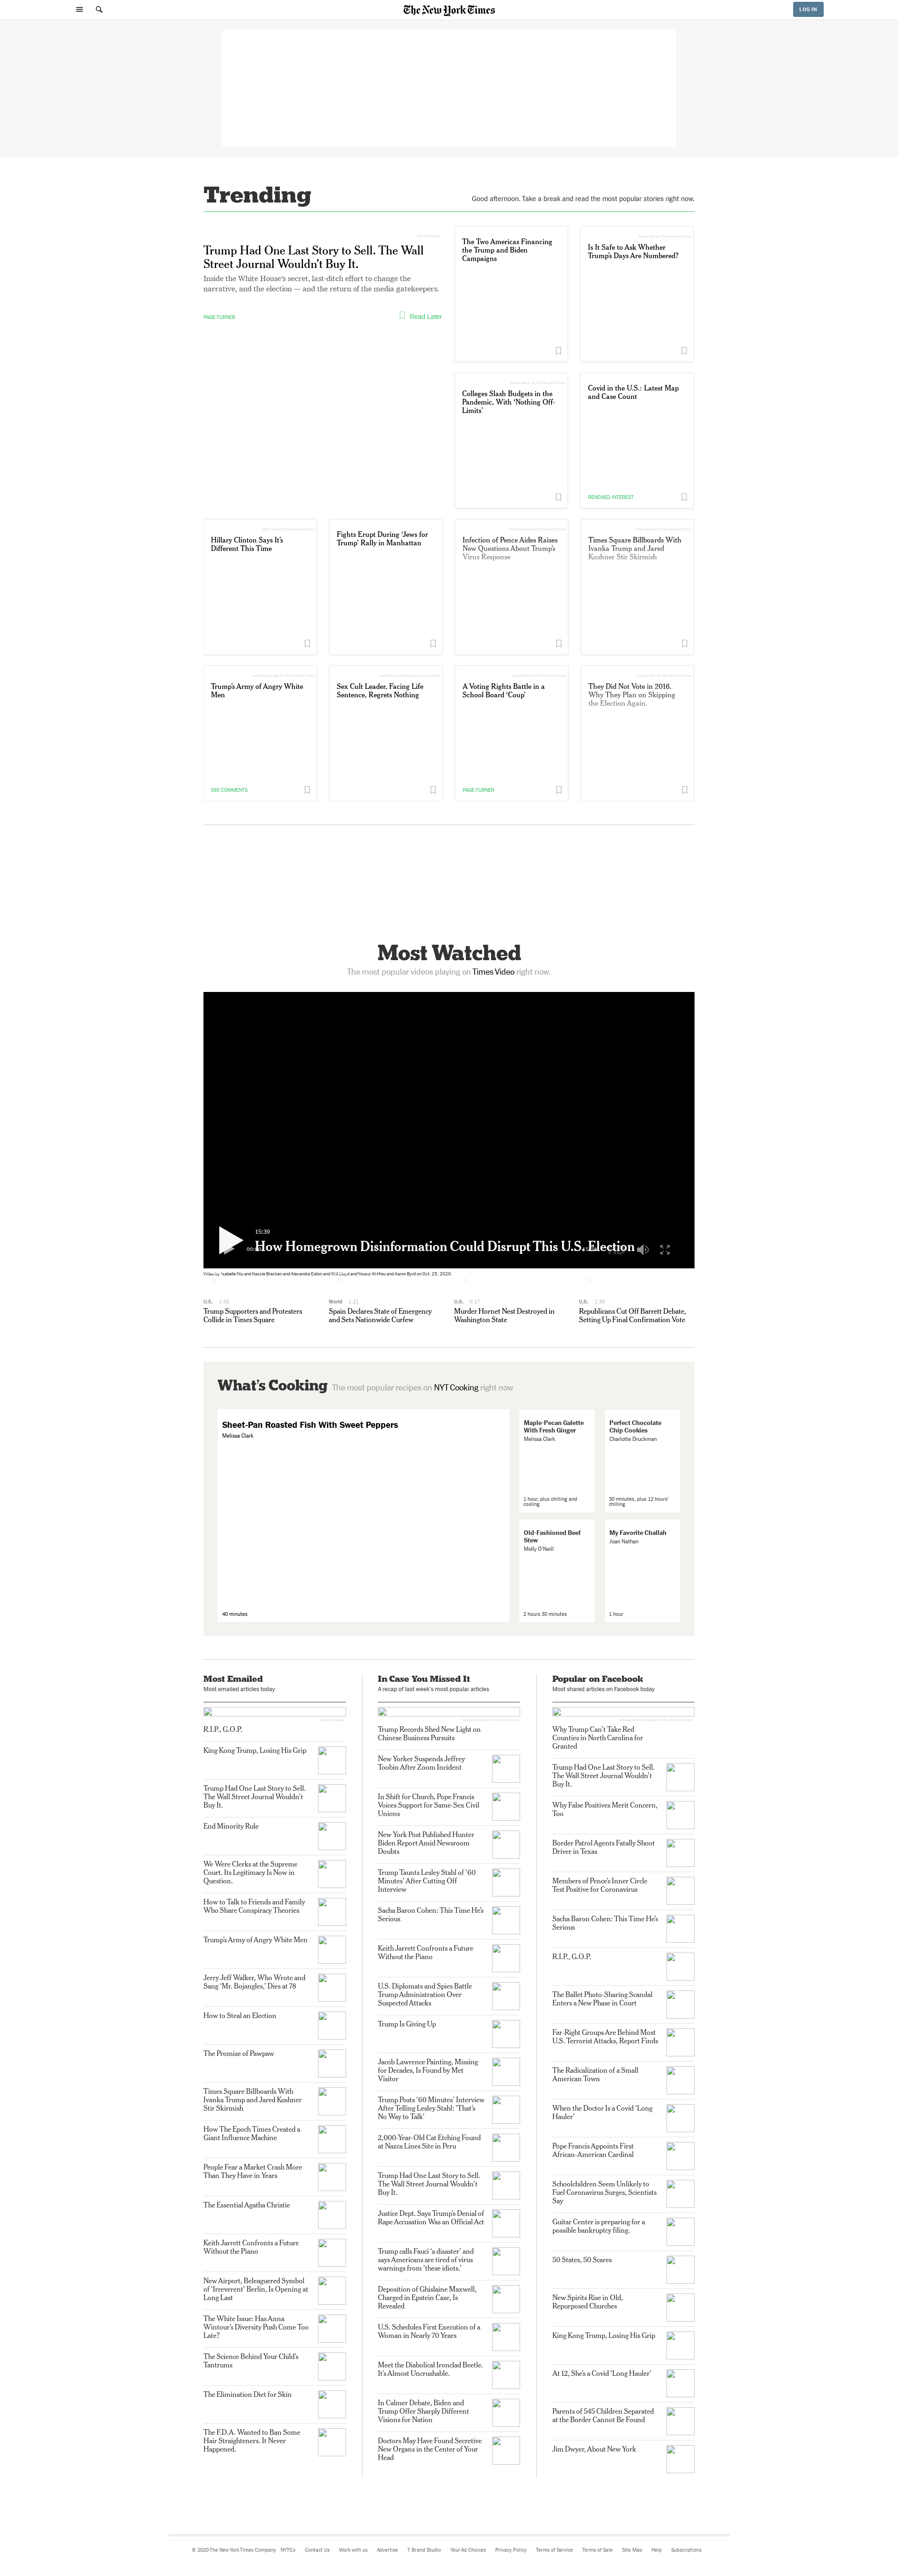 The New York Times
LOG IN
Trending
Good afternoon. Take a break and read the most popular stories right now.
Trump Had One Last Story to Sell. The Wall
Street Journal Wouldn't Buy It.
Inside the White House's secret, last-ditch effort to change the
narrative, and the election — and the return of the media gatekeepers.
PAGE-TURNER
Read Later
The Two Americas Financing
the Trump and Biden
Campaigns
Is It Safe to Ask Whether
Trump's Days Are Numbered?
Colleges Slash Budgets in the
Pandemic, With 'Nothing Off-
Limits'
Covid in the U.S.: Latest Map
and Case Count
RENEWED INTEREST
Hillary Clinton Says It's
Different This Time
Fights Erupt During 'Jews for
Trump' Rally in Manhattan
Infection of Pence Aides Raises
New Questions About Trump's
Virus Response
Times Square Billboards With
Ivanka Trump and Jared
Kushner Stir Skirmish
Trump's Army of Angry White
Men
595 COMMENTS
Sex Cult Leader, Facing Life
Sentence, Regrets Nothing
A Voting Rights Battle in a
School Board 'Coup'
PAGE-TURNER
They Did Not Vote in 2016.
Why They Plan on Skipping
the Election Again.
Most Watched
The most popular videos playing on Times Video right now.
15:39
How Homegrown Disinformation Could Disrupt This U.S. Election
U.S. 1:03
Trump Supporters and Protesters
Collide in Times Square
World 1:21
Spain Declares State of Emergency
and Sets Nationwide Curfew
U.S. 0:17
Murder Hornet Nest Destroyed in
Washington State
U.S. 1:38
Republicans Cut Off Barrett Debate,
Setting Up Final Confirmation Vote
What's Cooking
The most popular recipes on NYT Cooking right now
Sheet-Pan Roasted Fish With Sweet Peppers
Melissa Clark
40 minutes
Maple-Pecan Galette
With Fresh Ginger
Melissa Clark
1 hour, plus chilling and
cooling
Perfect Chocolate
Chip Cookies
Charlotte Druckman
30 minutes, plus 12 hours'
chilling
Old-Fashioned Beef
Stew
Molly O'Neill
2 hours 30 minutes
My Favorite Challah
Joan Nathan
1 hour
Most Emailed
Most emailed articles today
R.I.P., G.O.P.
King Kong Trump, Losing His Grip
Trump Had One Last Story to Sell.
The Wall Street Journal Wouldn't
Buy It.
End Minority Rule
We Were Clerks at the Supreme
Court. Its Legitimacy Is Now in
Question.
How to Talk to Friends and Family
Who Share Conspiracy Theories
Trump's Army of Angry White Men
Jerry Jeff Walker, Who Wrote and
Sang 'Mr. Bojangles,' Dies at 78
How to Steal an Election
The Promise of Pawpaw
Times Square Billboards With
Ivanka Trump and Jared Kushner
Stir Skirmish
How The Epoch Times Created a
Giant Influence Machine
People Fear a Market Crash More
Than They Have in Years
The Essential Agatha Christie
Keith Jarrett Confronts a Future
Without the Piano
New Airport, Beleaguered Symbol
of 'Irreverent' Berlin, Is Opening at
Long Last
The White Issue: Has Anna
Wintour's Diversity Push Come Too
Late?
The Science Behind Your Child's
Tantrums
The Elimination Diet for Skin
The F.D.A. Wanted to Ban Some
Hair Straighteners. It Never
Happened.
In Case You Missed It
A recap of last week's most popular articles
Trump Records Shed New Light on
Chinese Business Pursuits
New Yorker Suspends Jeffrey
Toobin After Zoom Incident
In Shift for Church, Pope Francis
Voices Support for Same-Sex Civil
Unions
New York Post Published Hunter
Biden Report Amid Newsroom
Doubts
Trump Taunts Lesley Stahl of '60
Minutes' After Cutting Off
Interview
Sacha Baron Cohen: This Time He's
Serious
Keith Jarrett Confronts a Future
Without the Piano
U.S. Diplomats and Spies Battle
Trump Administration Over
Suspected Attacks
Trump Is Giving Up
Jacob Lawrence Painting, Missing
for Decades, Is Found by Met
Visitor
Trump Posts '60 Minutes' Interview
After Telling Lesley Stahl: 'That's
No Way to Talk'
2,000-Year-Old Cat Etching Found
at Nazca Lines Site in Peru
Trump Had One Last Story to Sell.
The Wall Street Journal Wouldn't
Buy It.
Justice Dept. Says Trump's Denial of
Rape Accusation Was an Official Act
Trump calls Fauci 'a disaster' and
says Americans are tired of virus
warnings from 'these idiots.'
Deposition of Ghislaine Maxwell,
Charged in Epstein Case, Is
Revealed
U.S. Schedules First Execution of a
Woman in Nearly 70 Years
Meet the Diabolical Ironclad Beetle.
It's Almost Uncrushable.
In Calmer Debate, Biden and
Trump Offer Sharply Different
Visions for Nation
Doctors May Have Found Secretive
New Organs in the Center of Your
Head
Popular on Facebook
Most shared articles on Facebook today
Why Trump Can't Take Red
Counties in North Carolina for
Granted
Trump Had One Last Story to Sell.
The Wall Street Journal Wouldn't
Buy It.
Why False Positives Merit Concern,
Too
Border Patrol Agents Fatally Shoot
Driver in Texas
Members of Pence's Inner Circle
Test Positive for Coronavirus
Sacha Baron Cohen: This Time He's
Serious
R.I.P., G.O.P.
The Ballet Photo-Sharing Scandal
Enters a New Phase in Court
Far-Right Groups Are Behind Most
U.S. Terrorist Attacks, Report Finds
The Radicalization of a Small
American Town
When the Doctor Is a Covid 'Long
Hauler'
Pope Francis Appoints First
African-American Cardinal
Schoolchildren Seem Unlikely to
Fuel Coronavirus Surges, Scientists
Say
Guitar Center is preparing for a
possible bankruptcy filing.
50 States, 50 Scares
New Spirits Rise in Old,
Repurposed Churches
King Kong Trump, Losing His Grip
At 12, She's a Covid 'Long Hauler'
Parents of 545 Children Separated
at the Border Cannot Be Found
Jim Dwyer, About New York
© 2020 The New York Times Company NYTCo Contact Us Work with us Advertise T Brand Studio Your Ad Choices Privacy Policy Terms of Service Terms of Sale Site Map Help Subscriptions